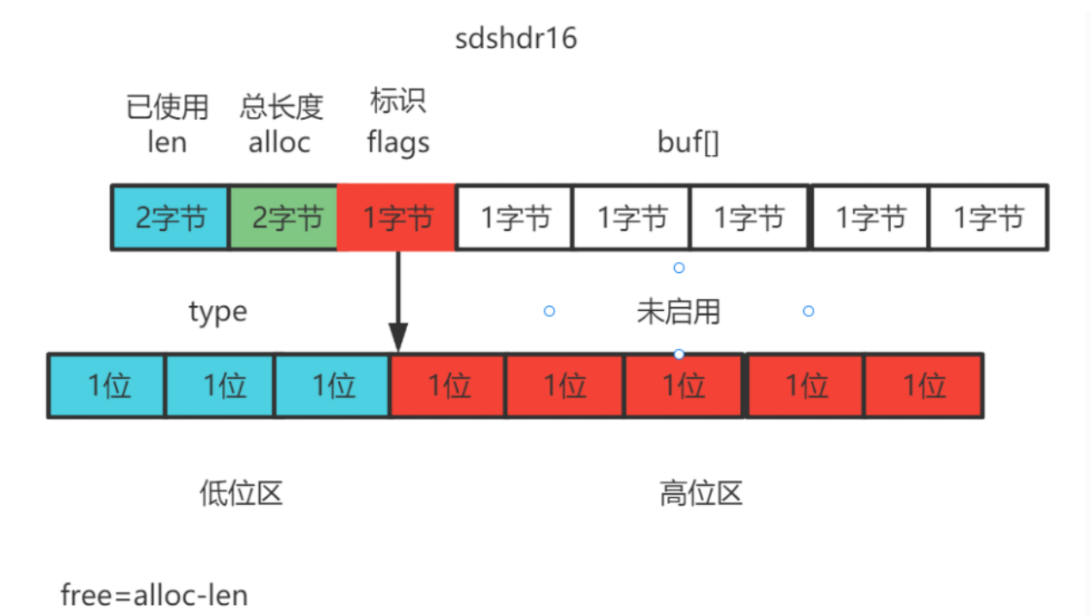 sdshdr16
已使用 总长度 标识
len alloc flags buf[]
2字节 2字节 1字节 1字节 1字节 1字节 1字节 1字节
type 未启用
1位 1位 1位 1位 1位 1位 1位 1位
低位区 高位区
free=alloc-len